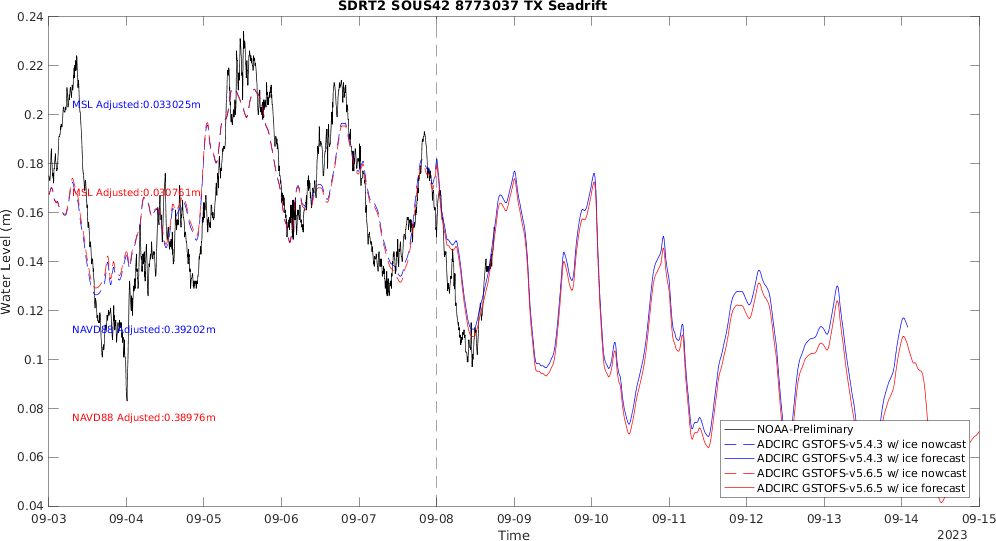 SDRT2 SOUS42 8773037 TX Seadrift
0.24
0.22
0.2
0.18
0.16
0.14
0.12
0.1
0.08
0.06
0.04
Water Level (m)
MSL Adjusted:0.033025m
MSL Adjusted:0.030761m
NAVD88 Adjusted:0.39202m
NAVD88 Adjusted:0.38976m
NOAA-Preliminary
ADCIRC GSTOFS-v5.4.3 w/ ice nowcast
ADCIRC GSTOFS-v5.4.3 w/ ice forecast
ADCIRC GSTOFS-v5.6.5 w/ ice nowcast
ADCIRC GSTOFS-v5.6.5 w/ ice forecast
09-03 09-04 09-05 09-06 09-07 09-08 09-09 09-10 09-11 09-12 09-13 09-14 09-15
Time
2023